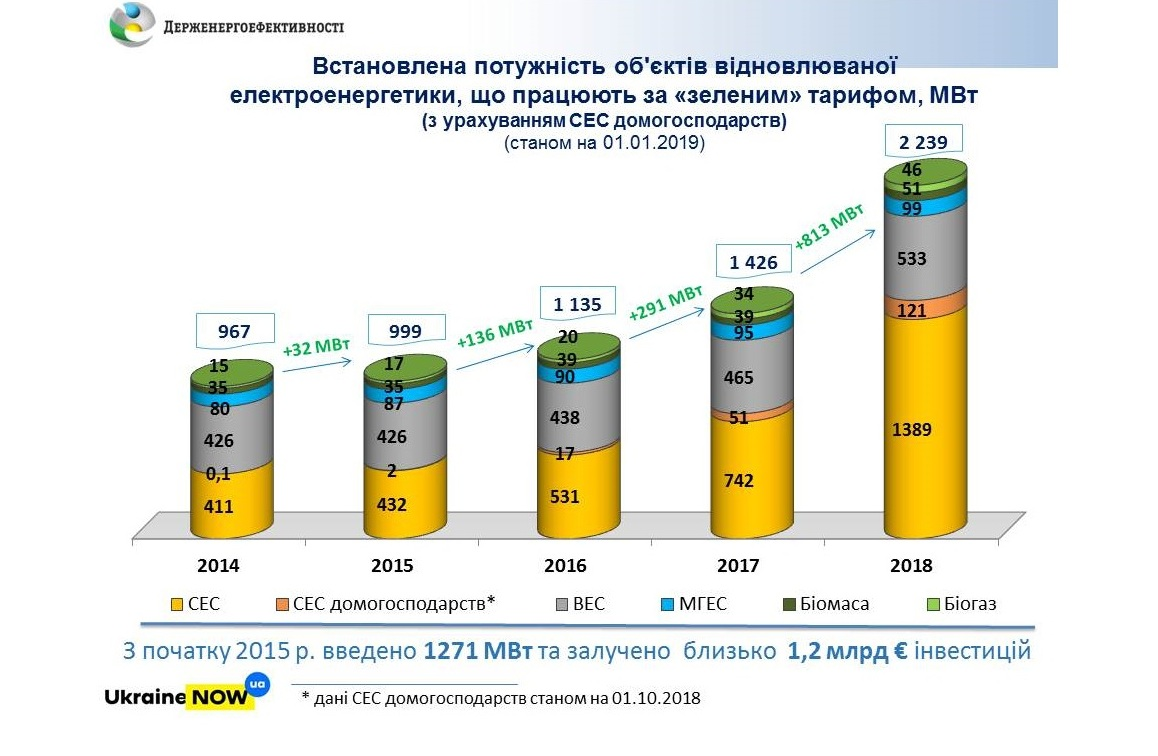 ДЕРЖЕНЕРГОЕФЕКТИВНОСТІ
Встановлена потужність об'єктів відновлюваної
електроенергетики, що працюють за «зеленим» тарифом, МВт
(з урахуванням СЕС домогосподарств)
(станом на 01.01.2019)
2 239
46
51
99
533
121
1389
+813 МВт
1 426
34
39
95
465
51
742
+291 МВт
1 135
20
39
90
438
17
531
+136 МВт
999
17
35
87
426
2
432
+32 МВт
967
15
35
80
426
0,1
411
2014 2015 2016 2017 2018
СЕС СЕС домогосподарств* ВЕС МГЕС Біомаса Біогаз
З початку 2015 р. введено 1271 МВт та залучено близько 1,2 млрд € інвестицій
Ukraine NOW ua
* дані СЕС домогосподарств станом на 01.10.2018